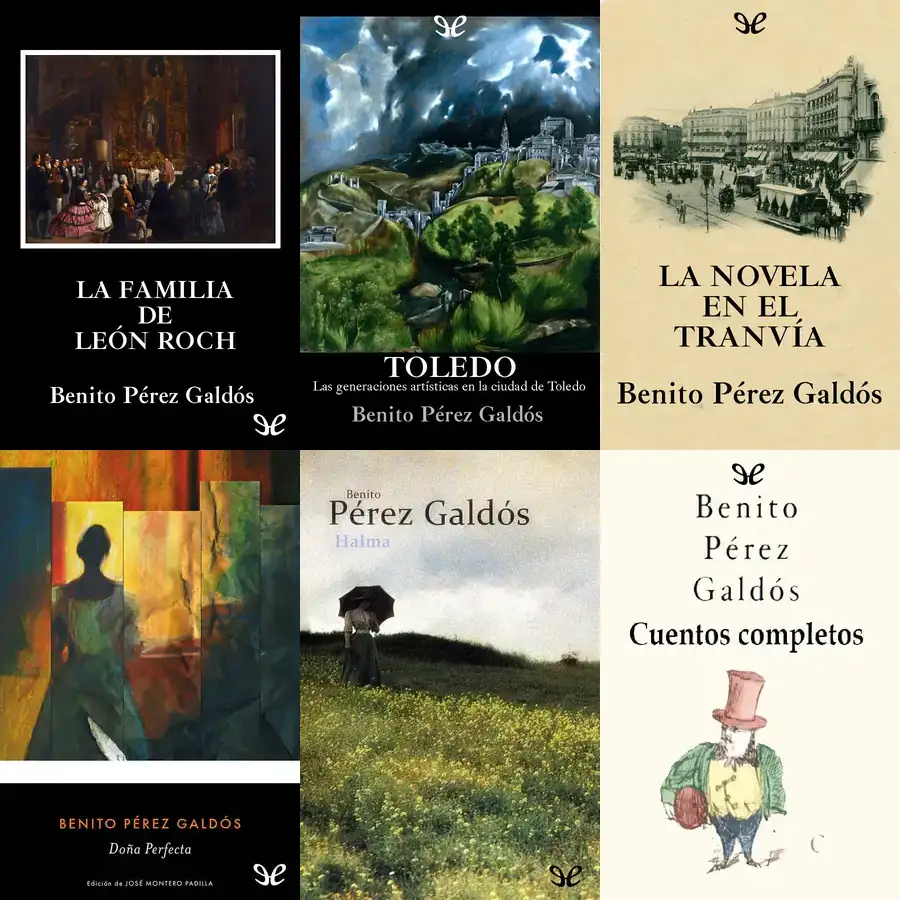 LA FAMILIA
DE
LEÓN ROCH
Benito Pérez Galdós
TOLEDO
Las generaciones artísticas en la ciudad de Toledo
Benito Pérez Galdós
LA NOVELA
EN EL
TRANVÍA
Benito Pérez Galdós
BENITO PÉREZ GALDÓS
Doña Perfecta
Edición de JOSÉ MONTERO PADILLA
Benito
Pérez Galdós
Halma
Benito
Pérez
Galdós
Cuentos completos